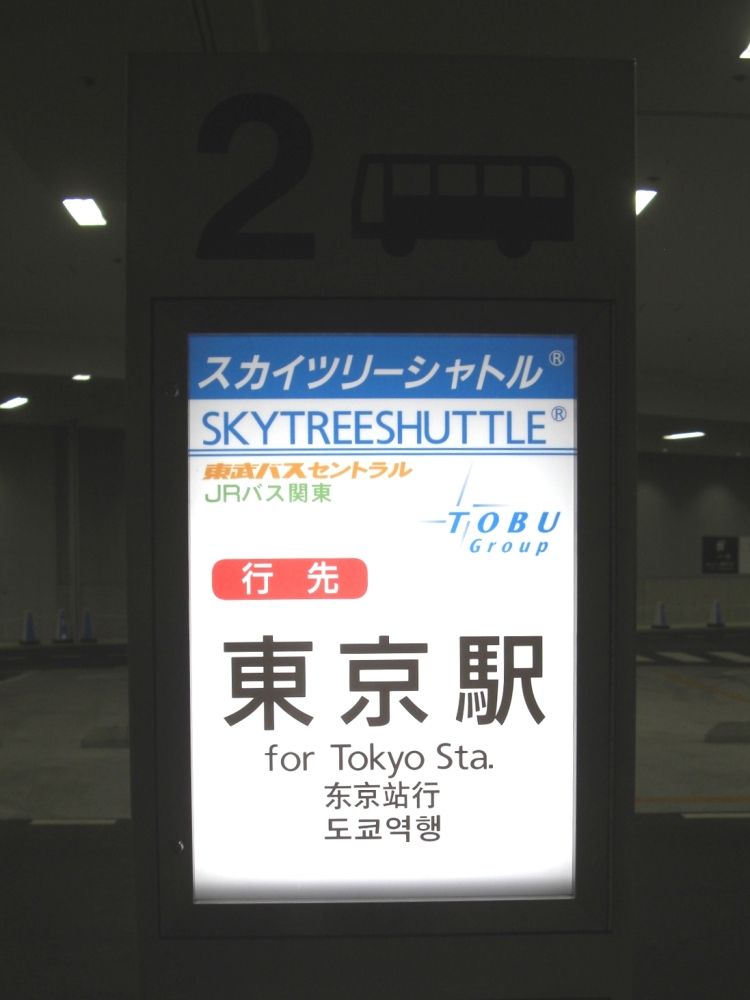 2
スカイツリーシャトル®
SKYTREESHUTTLE®
東武バスセントラル
JRバス関東
TOBU
Group
行先
東京駅
for Tokyo Sta.
东京站行
도쿄역행